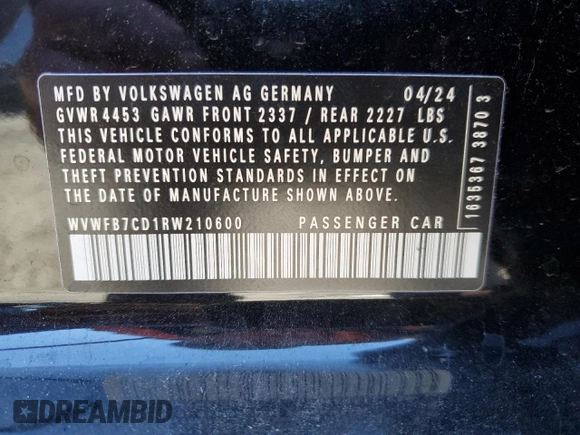 MFD BY VOLKSWAGEN AG GERMANY 04/24
GVWR 4453 GAWR FRONT 2337 / REAR 2227 LBS
THIS VEHICLE CONFORMS TO ALL APPLICABLE U.S.
FEDERAL MOTOR VEHICLE SAFETY, BUMPER AND
THEFT PREVENTION STANDARDS IN EFFECT ON
THE DATE OF MANUFACTURE SHOWN ABOVE.
WVWFB7CD1RW210600 PASSENGER CAR
1635367 3870 3
DREAMBID